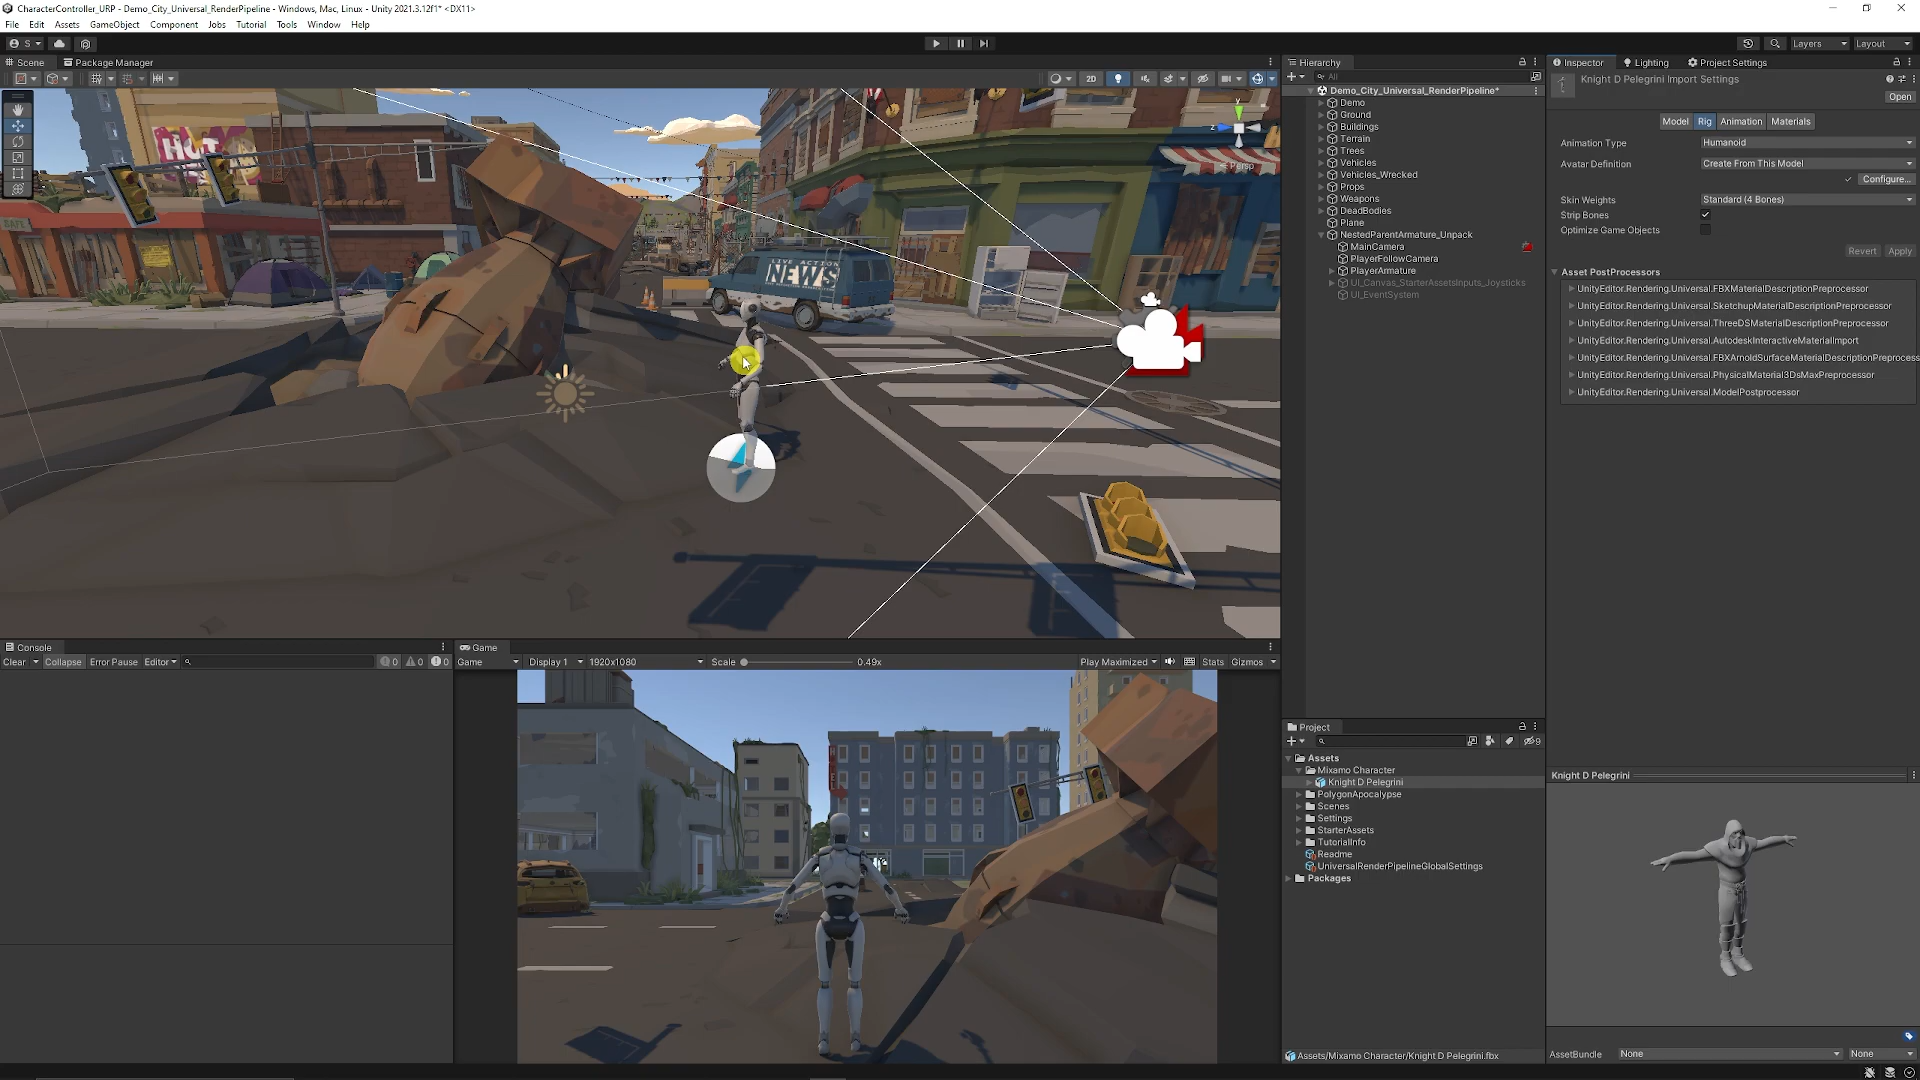 CharacterController_URP - Demo_City_Universal_RenderPipeline - Windows, Mac, Linux - Unity 2021.3.12f1* <DX11>
File Edit Assets GameObject Component Jobs Tutorial Tools Window Help
S
Layers Layout
Scene Package Manager
2D
Persp
y
z
LIVE ACTION
NEWS
Hierarchy
All
Demo_City_Universal_RenderPipeline*
Demo
Ground
Buildings
Terrain
Trees
Vehicles
Vehicles_Wrecked
Props
Weapons
DeadBodies
Plane
NestedParentArmature_Unpack
MainCamera
PlayerFollowCamera
PlayerArmature
UI_Canvas_StarterAssetsInputs_Joysticks
UI_EventSystem
Inspector Lighting Project Settings
Knight D Pelegrini Import Settings
Open
Model Rig Animation Materials
Animation Type Humanoid
Avatar Definition Create From This Model
Configure...
Skin Weights Standard (4 Bones)
Strip Bones
Optimize Game Objects
Revert Apply
Asset PostProcessors
UnityEditor.Rendering.Universal.FBXMaterialDescriptionPreprocessor
UnityEditor.Rendering.Universal.SketchupMaterialDescriptionPreprocessor
UnityEditor.Rendering.Universal.ThreeDSMaterialDescriptionPreprocessor
UnityEditor.Rendering.Universal.AutodeskInteractiveMaterialImport
UnityEditor.Rendering.Universal.FBXArnoldSurfaceMaterialDescriptionPreprocess
UnityEditor.Rendering.Universal.PhysicalMaterial3DsMaxPreprocessor
UnityEditor.Rendering.Universal.ModelPostprocessor
Console
Clear Collapse Error Pause Editor 0 0 0
Game
Game Display 1 1920x1080 Scale 0.49x Play Maximized Stats Gizmos
Project
9
Assets
Mixamo Character
Knight D Pelegrini
PolygonApocalypse
Scenes
Settings
StarterAssets
TutorialInfo
Readme
UniversalRenderPipelineGlobalSettings
Packages
Assets/Mixamo Character/Knight D Pelegrini.fbx
Knight D Pelegrini
AssetBundle None None